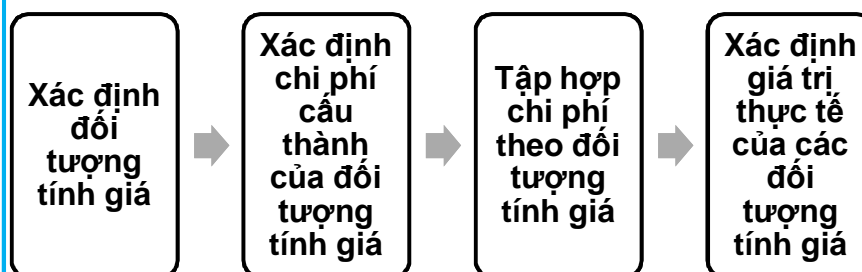 Xác định
đối
tượng
tính giá
Xác định
chi phí
cấu
thành
của đối
tượng
tính giá
Tập hợp
chi phí
theo đối
tượng
tính giá
Xác định
giá trị
thực tế
của các
đối
tượng
tính giá